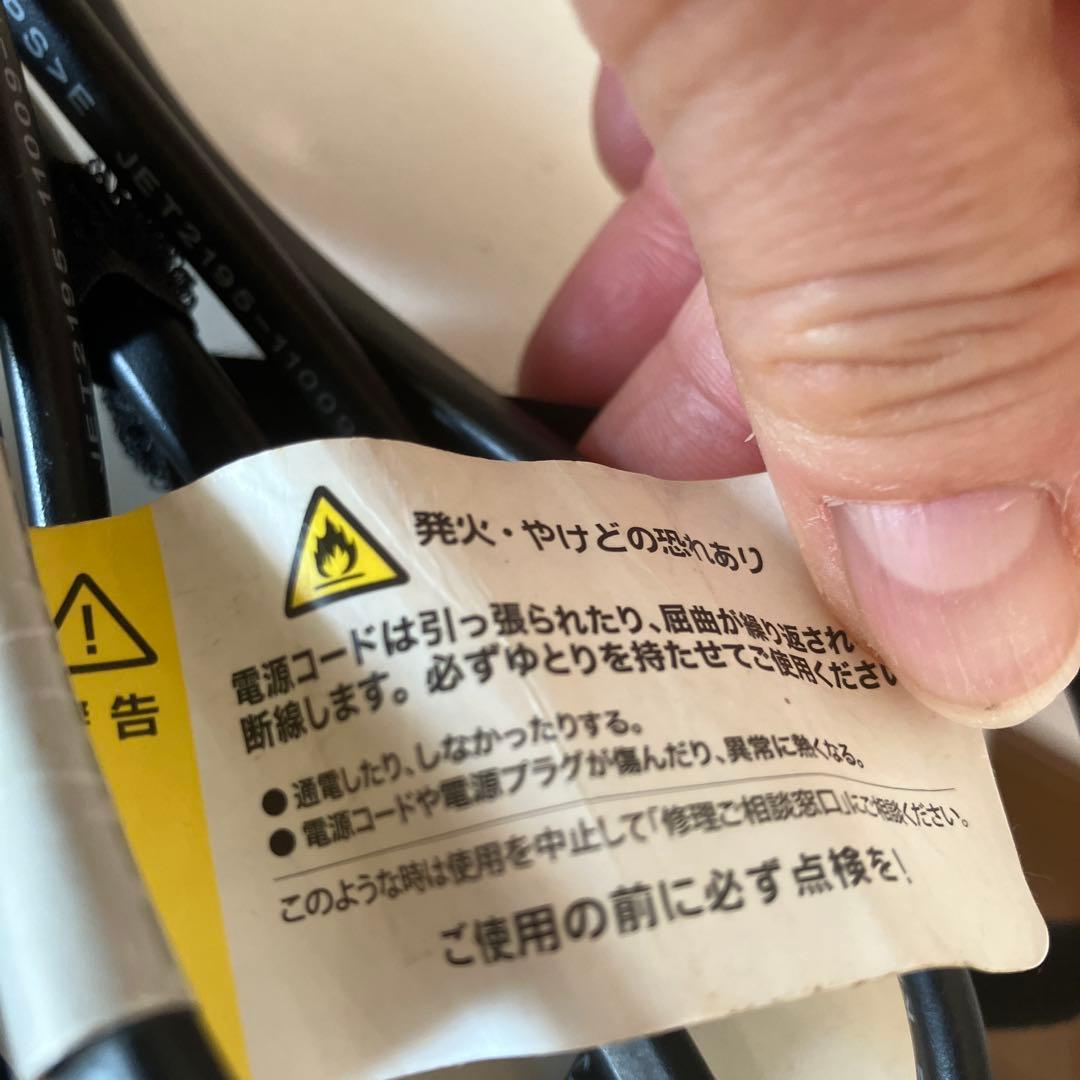 PS>E JET2195-1100
JET2195-1100
警告
発火・やけどの恐れあり
電源コードは引っ張られたり、屈曲が繰り返され
断線します。必ずゆとりを持たせてご使用ください
● 通電したり、しなかったりする。
● 電源コードや電源プラグが傷んだり、異常に熱くなる。
このような時は使用を中止して「修理ご相談窓口」にご相談ください。
ご使用の前に必ず点検を!